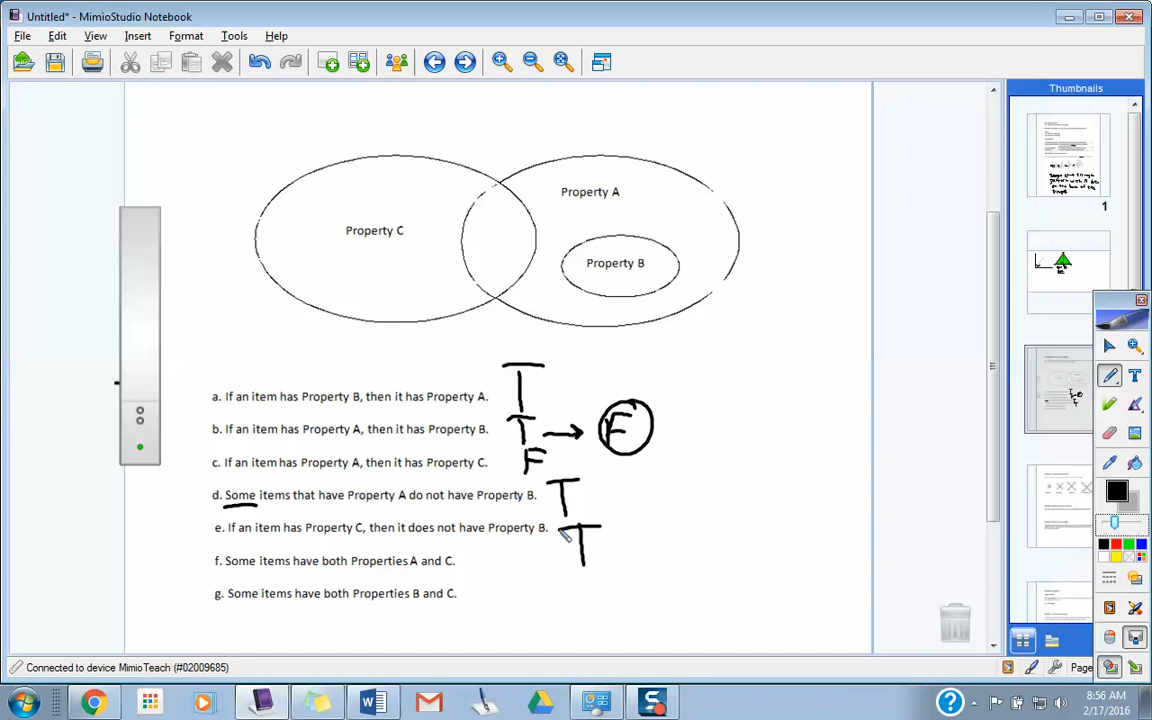 Untitled* - MimioStudio Notebook
File Edit View Insert Format Tools Help
Thumbnails
Property A
Property C
Property B
1
T
a. If an item has Property B, then it has Property A.
b. If an item has Property A, then it has Property B. T → F
c. If an item has Property A, then it has Property C. F
d. Some items that have Property A do not have Property B. T
e. If an item has Property C, then it does not have Property B. T
f. Some items have both Properties A and C.
g. Some items have both Properties B and C.
Connected to device MimioTeach (#02009685)
Page
8:56 AM
2/17/2016